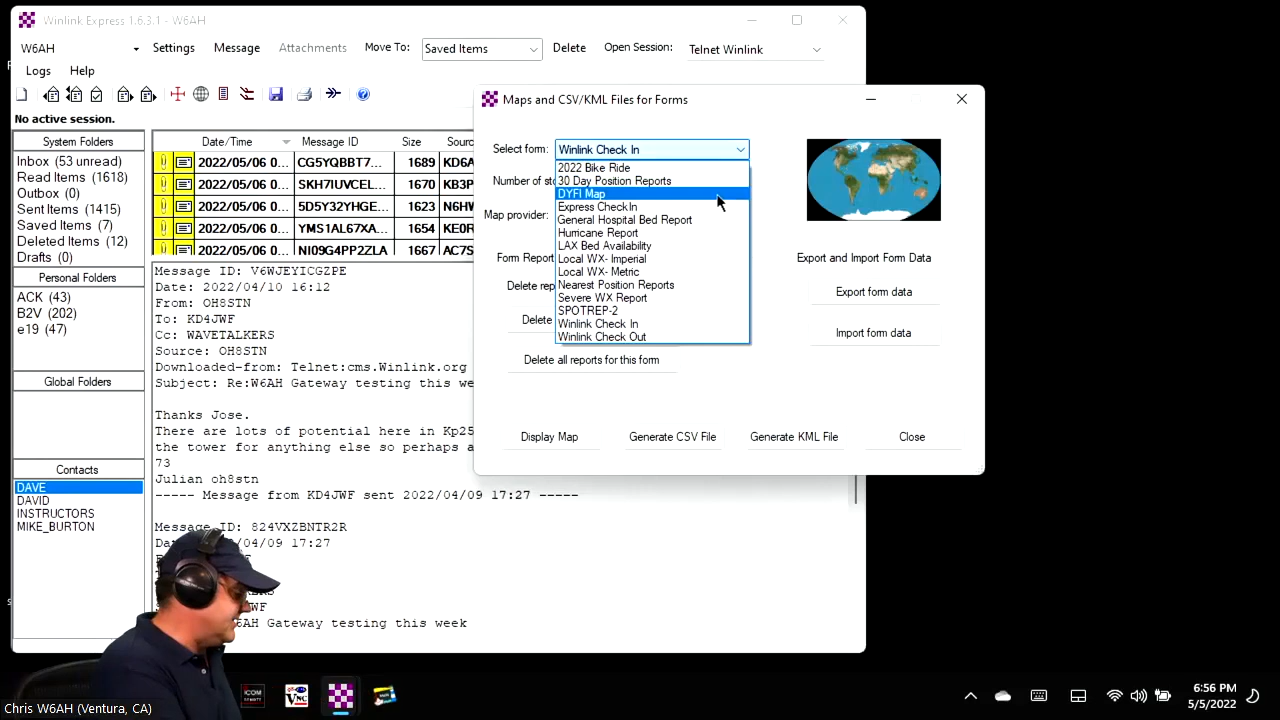 Winlink Express 1.6.3.1 - W6AH
W6AH Settings Message Attachments Move To: Saved Items Delete Open Session: Telnet Winlink
Logs Help
No active session.
System Folders
Inbox (53 unread)
Read Items (1618)
Outbox (0)
Sent Items (1415)
Saved Items (7)
Deleted Items (12)
Drafts (0)
Personal Folders
ACK (43)
B2V (202)
e19 (47)
Global Folders
Contacts
DAVE
DAVID
INSTRUCTORS
MIKE_BURTON
Date/Time Message ID Size Sourc
2022/05/06 0... CG5YQBBT7... 1689 KD6A
2022/05/06 0... SKH7IUVCEL... 1670 KB3P
2022/05/06 0... 5D5Y32YHGE... 1623 N6HW
2022/05/06 0... YMS1AL67XA... 1654 KE0R
2022/05/06 0... NI09G4PP2ZLA 1667 AC7S
Message ID: V6WJEYICGZPE
Date: 2022/04/10 16:12
From: OH8STN
To: KD4JWF
Cc: WAVETALKERS
Source: OH8STN
Downloaded-from: Telnet:cms.Winlink.org
Subject: Re:W6AH Gateway testing this wee
Thanks Jose.
There are lots of potential here in Kp25
the tower for anything else so perhaps a
73
Julian oh8stn
----- Message from KD4JWF sent 2022/04/09 17:27 -----
Message ID: 824VXZBNTR2R
04/09 17:27
WF
6AH Gateway testing this week
Maps and CSV/KML Files for Forms
Select form: Winlink Check In
2022 Bike Ride
30 Day Position Reports
DYFI Map
Express CheckIn
General Hospital Bed Report
Hurricane Report
LAX Bed Availability
Local WX- Imperial
Local WX- Metric
Nearest Position Reports
Severe WX Report
SPOTREP-2
Winlink Check In
Winlink Check Out
Number of sto
Map provider:
Form Report
Delete rep
Delete
Delete all reports for this form
Export and Import Form Data
Export form data
Import form data
Display Map Generate CSV File Generate KML File Close
ICOM
VNC
6:56 PM
5/5/2022
Chris W6AH (Ventura, CA)